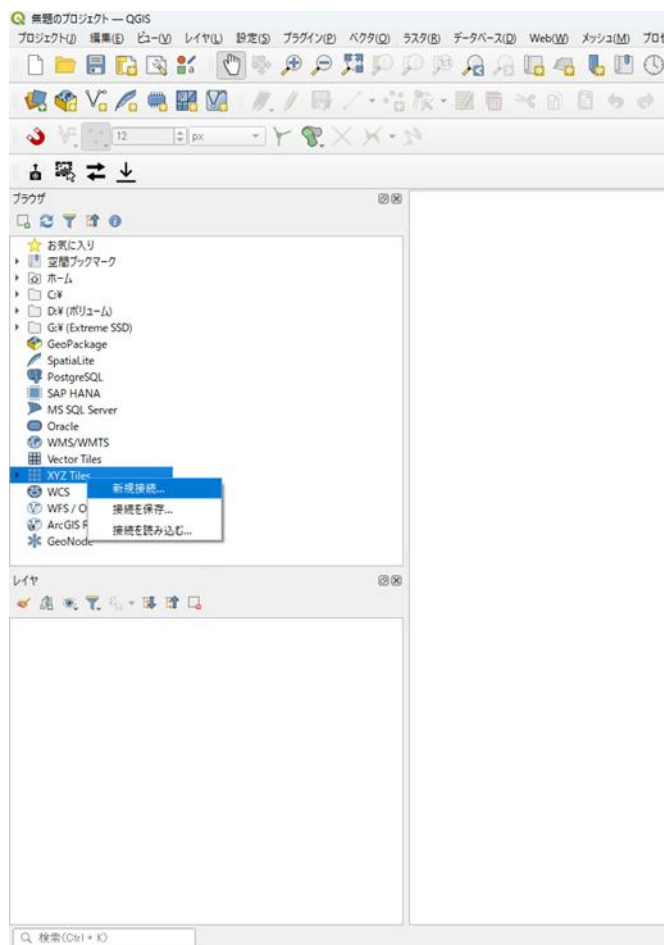 無題のプロジェクト — QGIS
プロジェクト(J) 編集(E) ビュー(V) レイヤ(L) 設定(S) プラグイン(P) ベクタ(O) ラスタ(R) データベース(D) Web(W) メッシュ(M) プロセ
12 px
ブラウザ
お気に入り
空間ブックマーク
ホーム
C:¥
D:¥ (ボリューム)
G:¥ (Extreme SSD)
GeoPackage
SpatiaLite
PostgreSQL
SAP HANA
MS SQL Server
Oracle
WMS/WMTS
Vector Tiles
XYZ Tiles
新規接続...
WCS
接続を保存...
WFS / O
ArcGIS R
接続を読み込む...
GeoNode
レイヤ
検索(Ctrl + K)